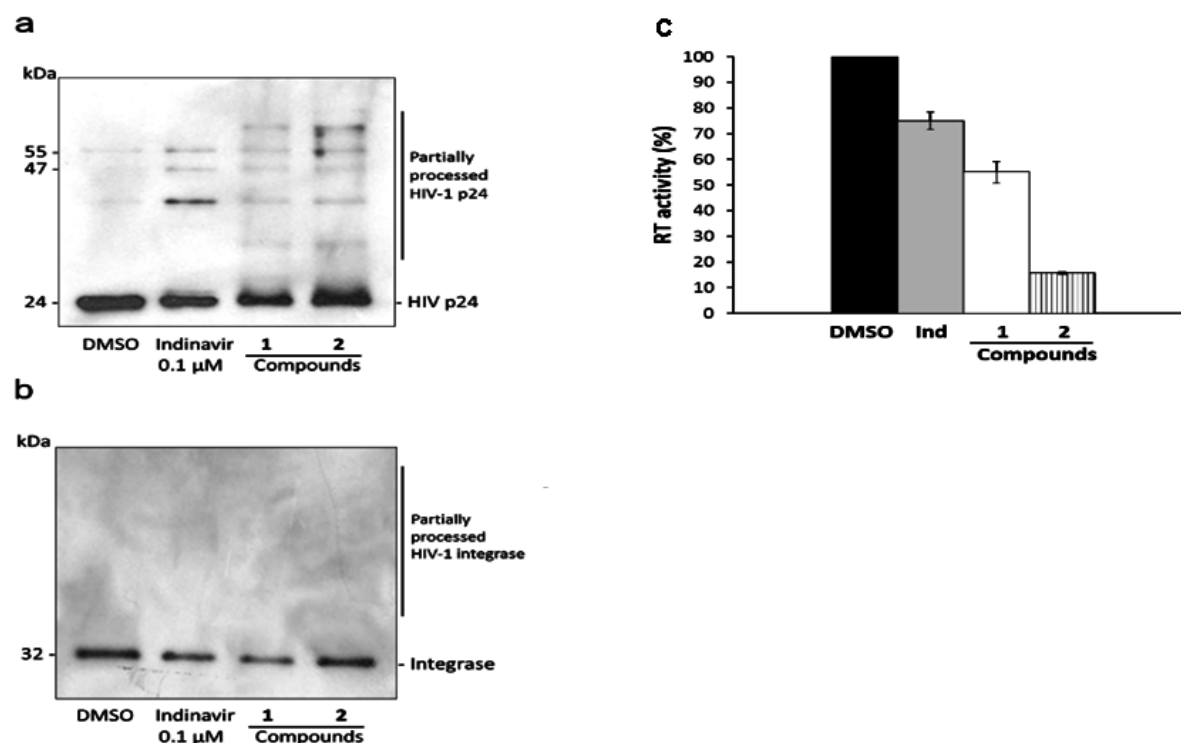 a
kDa
55
47
24
Partially
processed
HIV-1 p24
HIV p24
DMSO Indinavir 1 2
0.1 µM Compounds
b
kDa
32
Partially
processed
HIV-1 integrase
Integrase
DMSO Indinavir 1 2
0.1 µM Compounds
c
RT activity (%)
100
90
80
70
60
50
40
30
20
10
0
DMSO Ind 1 2
Compounds